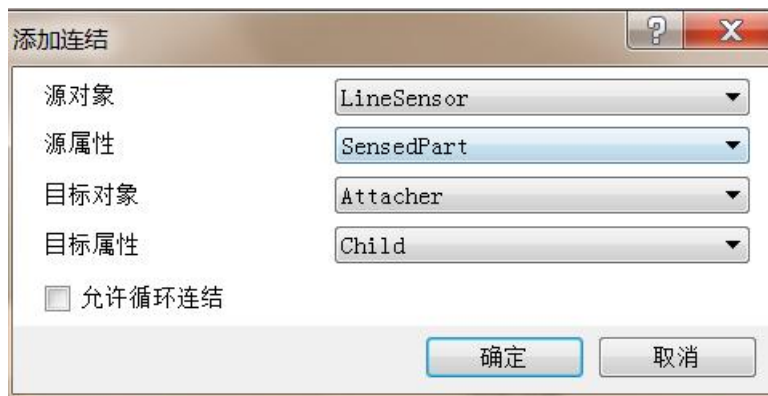 添加连结
源对象 LineSensor
源属性 SensedPart
目标对象 Attacher
目标属性 Child
允许循环连结
确定 取消